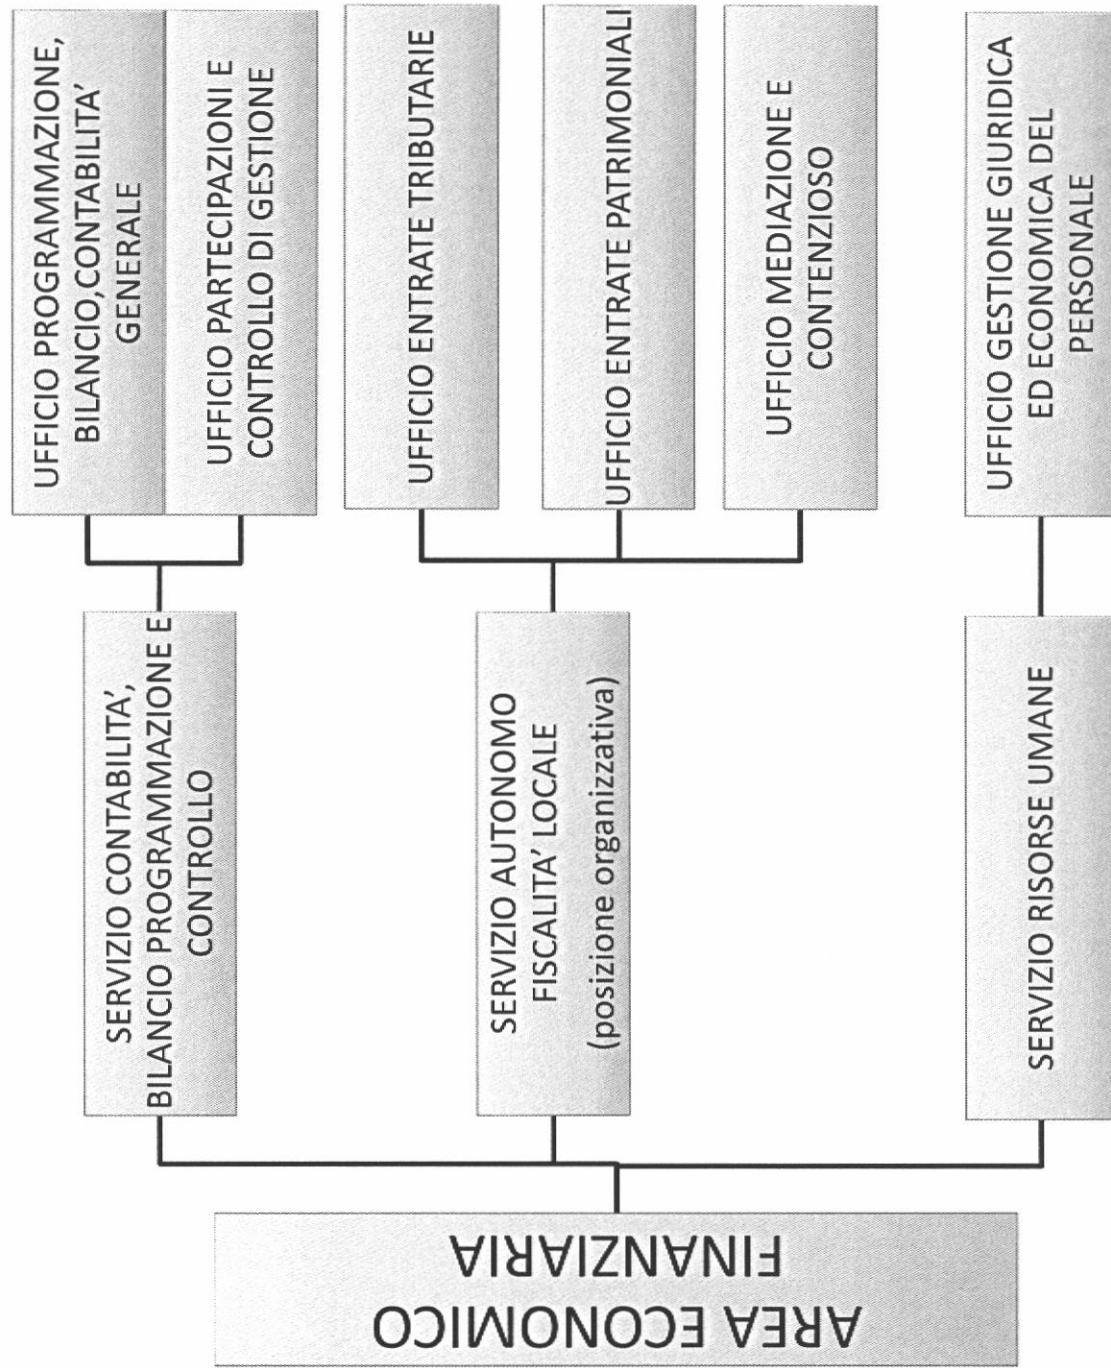 AREA ECONOMICO
FINANZIARIA
SERVIZIO CONTABILITA’,
BILANCIO PROGRAMMAZIONE E
CONTROLLO
UFFICIO PROGRAMMAZIONE,
BILANCIO,CONTABILITA’
GENERALE
UFFICIO PARTECIPAZIONI E
CONTROLLO DI GESTIONE
SERVIZIO AUTONOMO
FISCALITA’ LOCALE
(posizione organizzativa)
UFFICIO ENTRATE TRIBUTARIE
UFFICIO ENTRATE PATRIMONIALI
UFFICIO MEDIAZIONE E
CONTENZIOSO
SERVIZIO RISORSE UMANE
UFFICIO GESTIONE GIURIDICA
ED ECONOMICA DEL
PERSONALE